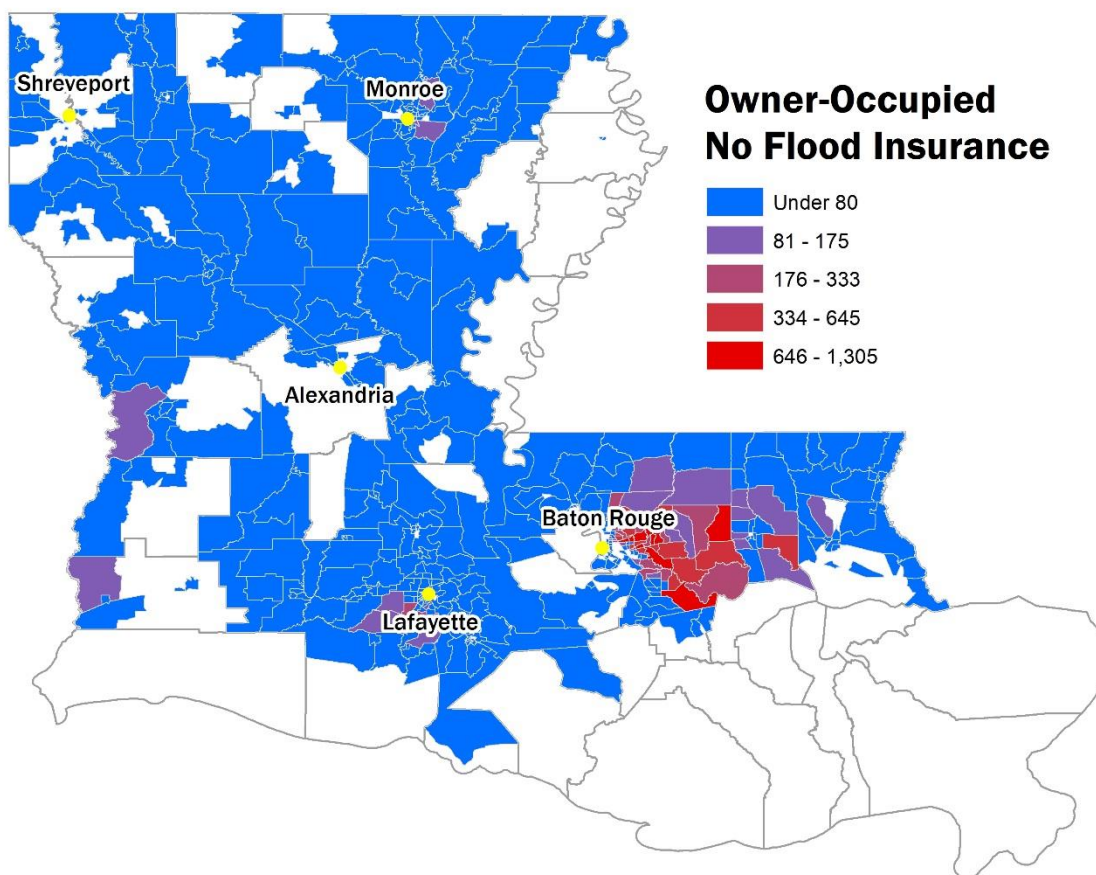 Shreveport
Monroe
Owner-Occupied
No Flood Insurance
Under 80
81 - 175
176 - 333
334 - 645
646 - 1,305
Alexandria
Baton Rouge
Lafayette